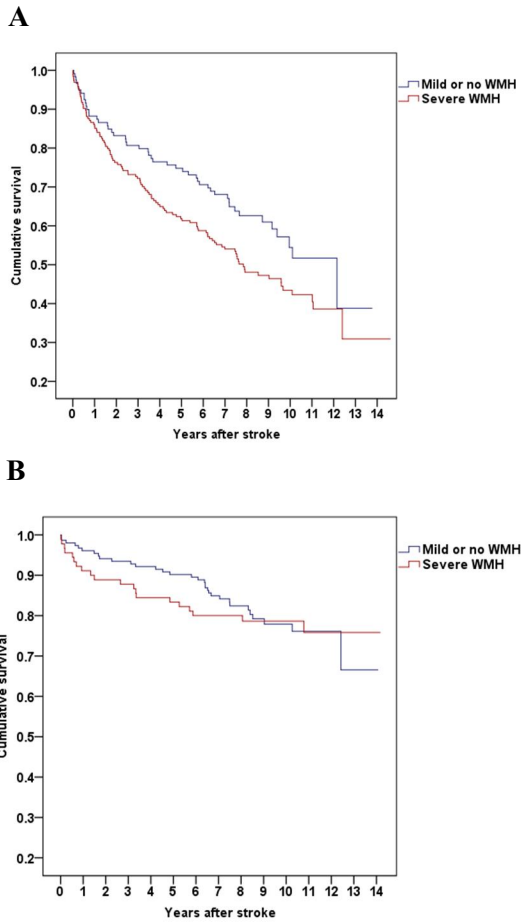 A
1.0
0.9
0.8
0.7
0.6
0.5
0.4
0.3
0.2
Cumulative survival
0 1 2 3 4 5 6 7 8 9 10 11 12 13 14
Years after stroke
Mild or no WMH
Severe WMH
B
1.0
0.9
0.8
0.7
0.6
0.5
0.4
0.3
0.2
Cumulative survival
0 1 2 3 4 5 6 7 8 9 10 11 12 13 14
Years after stroke
Mild or no WMH
Severe WMH